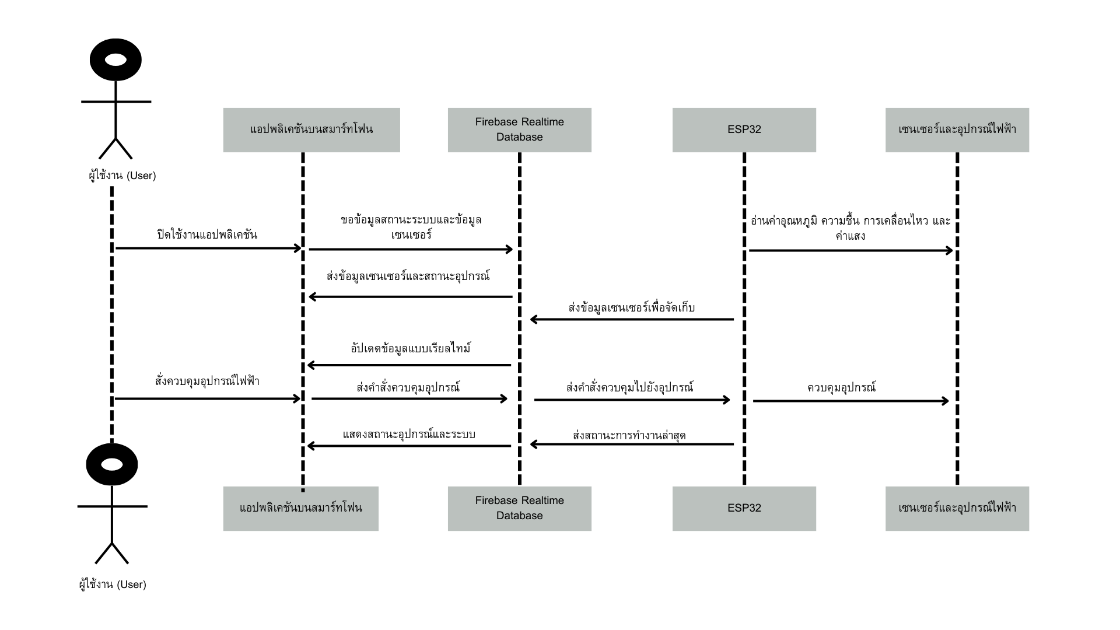 แอปพลิเคชันบนสมาร์ทโฟน
Firebase Realtime
Database
ESP32
เซนเซอร์และอุปกรณ์ไฟฟ้า
ผู้ใช้งาน (User)
ปิดใช้งานแอปพลิเคชัน
ขอข้อมูลสถานะระบบและข้อมูล
เซนเซอร์
อ่านค่าอุณหภูมิ ความชื้น การเคลื่อนไหว และ
ค่าแสง
ส่งข้อมูลเซนเซอร์และสถานะอุปกรณ์
ส่งข้อมูลเซนเซอร์เพื่อจัดเก็บ
อัปเดตข้อมูลแบบเรียลไทม์
สั่งควบคุมอุปกรณ์ไฟฟ้า
ส่งคำสั่งควบคุมอุปกรณ์
ส่งคำสั่งควบคุมไปยังอุปกรณ์
ควบคุมอุปกรณ์
แสดงสถานะอุปกรณ์และระบบ
ส่งสถานะการทำงานล่าสุด
แอปพลิเคชันบนสมาร์ทโฟน
Firebase Realtime
Database
ESP32
เซนเซอร์และอุปกรณ์ไฟฟ้า
ผู้ใช้งาน (User)